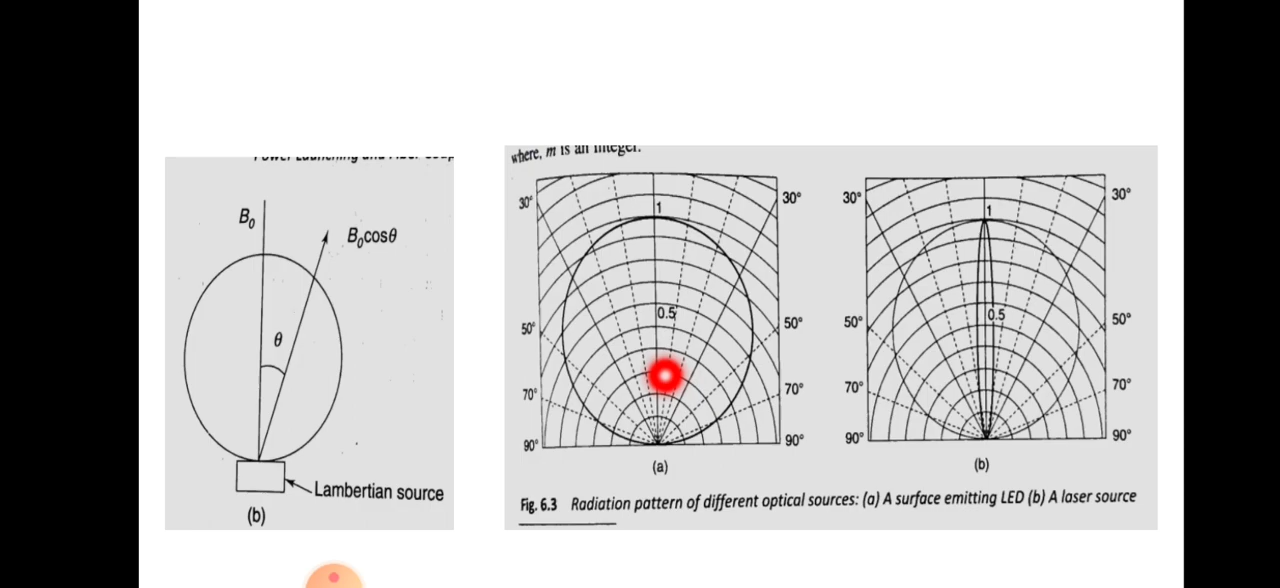 B₀
B₀cosθ
θ
Lambertian source
(b)
where, m is an integer.
30°
1
30°
0.5
50°
50°
70°
70°
90°
90°
(a)
30°
1
30°
0.5
50°
50°
70°
70°
90°
90°
(b)
Fig. 6.3 Radiation pattern of different optical sources: (a) A surface emitting LED (b) A laser source